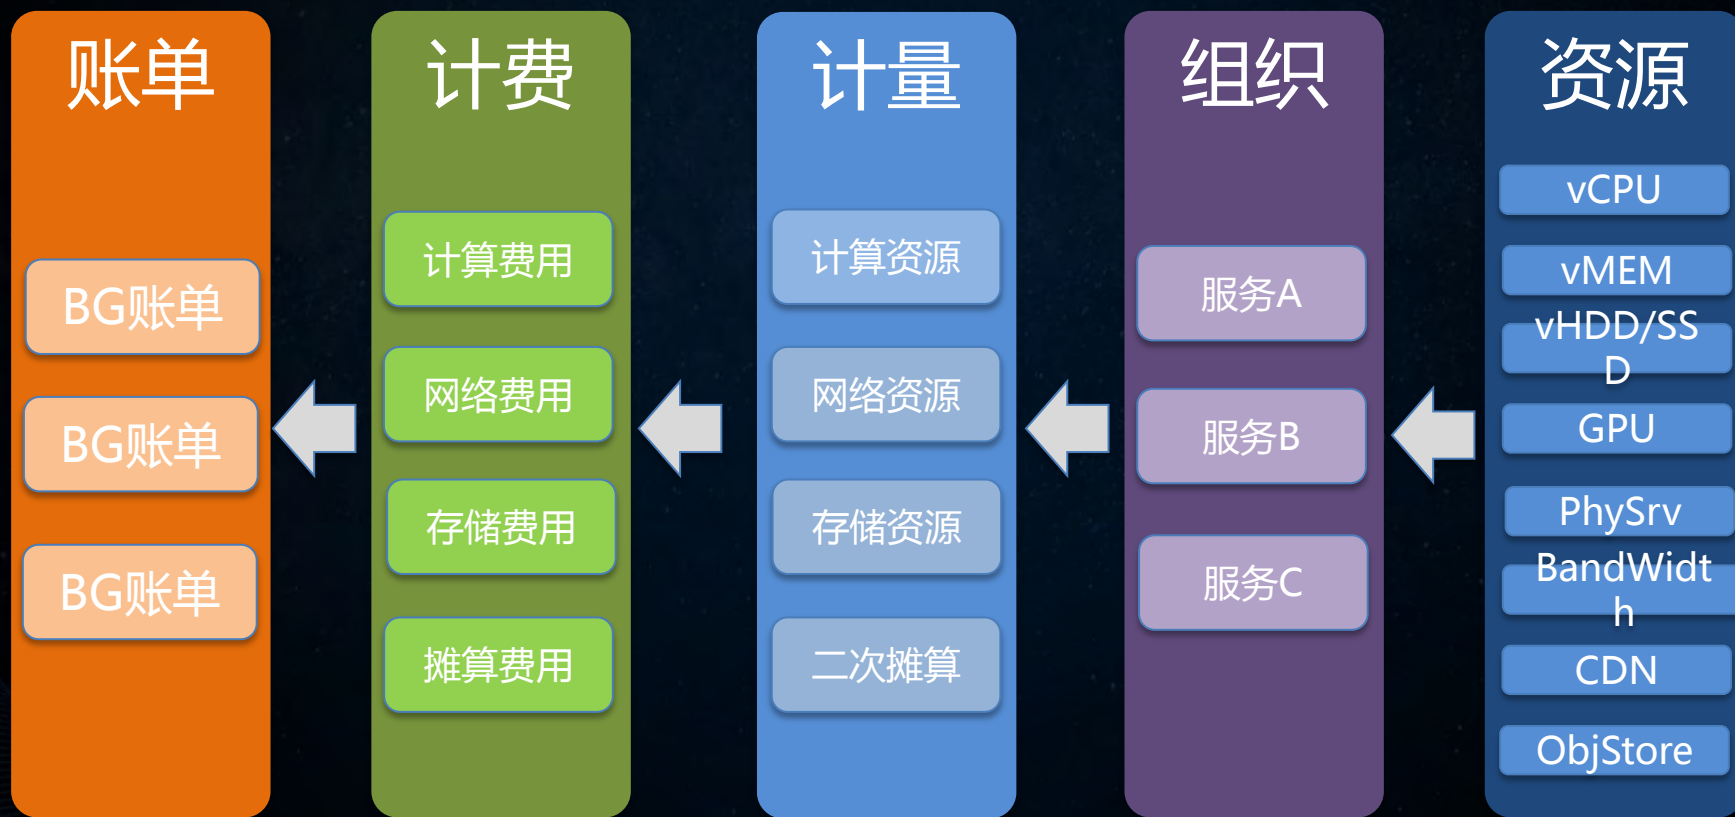 账单
BG账单
BG账单
BG账单
计费
计算费用
网络费用
存储费用
摊算费用
计量
计算资源
网络资源
存储资源
二次摊算
组织
服务A
服务B
服务C
资源
vCPU
vMEM
vHDD/SS
D
GPU
PhySrv
BandWidt
h
CDN
ObjStore